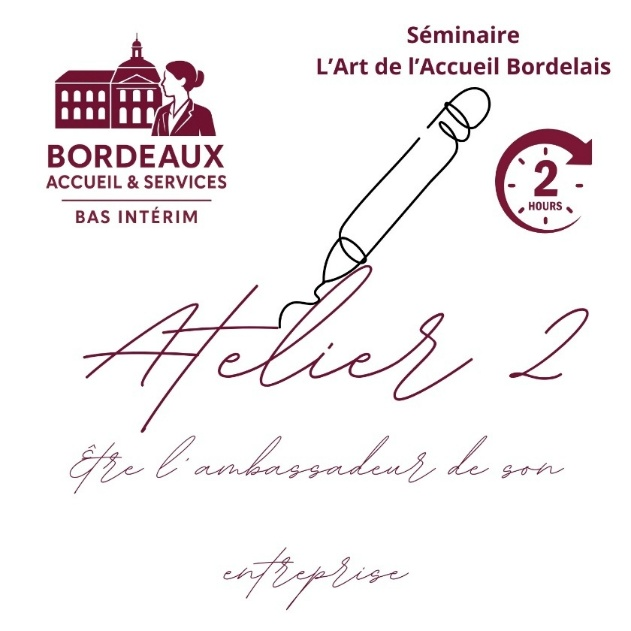 BORDEAUX
ACCUEIL & SERVICES
BAS INTÉRIM
Séminaire
L'Art de l'Accueil Bordelais
2
HOURS
Atelier 2
Être l'ambassadeur de son
entreprise